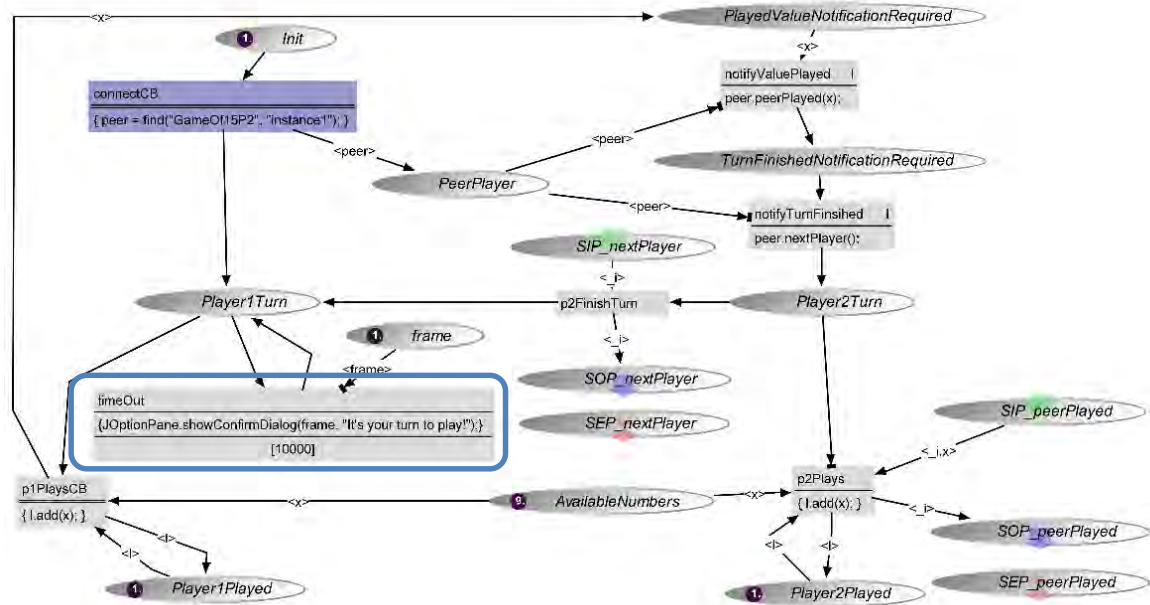 <x>
PlayedValueNotificationRequired
1.
Init
<x>
notifyValuePlayed I
connectCB
peer.peerPlayed(x);
{ peer = find("GameOf15P2", "instance1"); }
<peer>
<peer>
TurnFinishedNotificationRequired
PeerPlayer
<peer>
notifyTurnFinsihed I
SIP_nextPlayer
peer.nextPlayer();
<_i>
Player1Turn
p2FinishTurn
Player2Turn
1.
frame
<_i>
<frame>
SOP_nextPlayer
timeOut
{JOptionPane.showConfirmDialog(frame, "It's your turn to play!");}
[10000]
SEP_nextPlayer
SIP_peerPlayed
<_i,x>
p1PlaysCB
{ l.add(x); }
<x>
9.
AvailableNumbers
<x>
p2Plays
{ l.add(x); }
<_i>
SOP_peerPlayed
<l>
<l>
<l>
<l>
1.
Player1Played
1.
Player2Played
SEP_peerPlayed